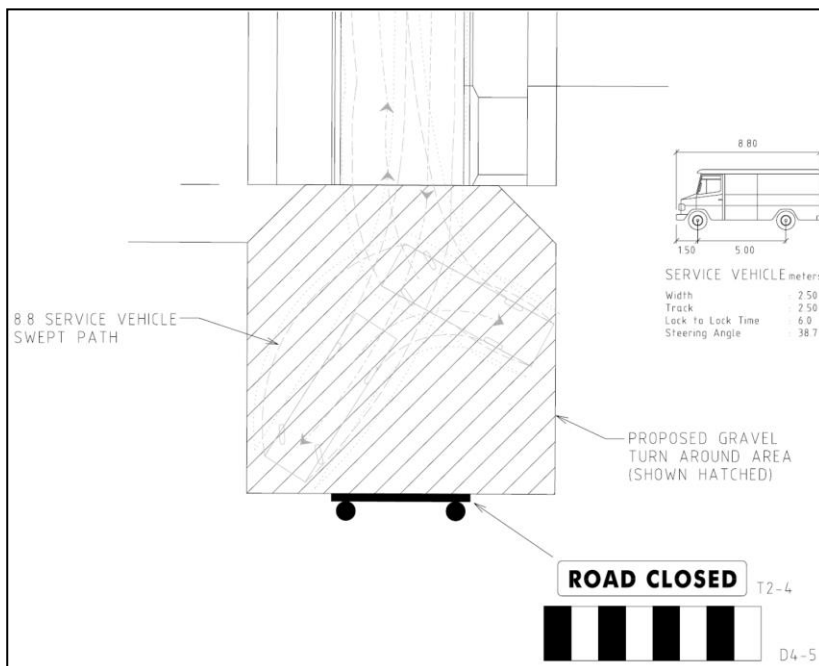 8.80
1.50 5.00
SERVICE VEHICLE meters
Width : 2.50
Track : 2.50
Lock to Lock Time : 6.0
Steering Angle : 38.7
8.8 SERVICE VEHICLE
SWEPT PATH
PROPOSED GRAVEL
TURN AROUND AREA
(SHOWN HATCHED)
ROAD CLOSED T2-4
D4-5